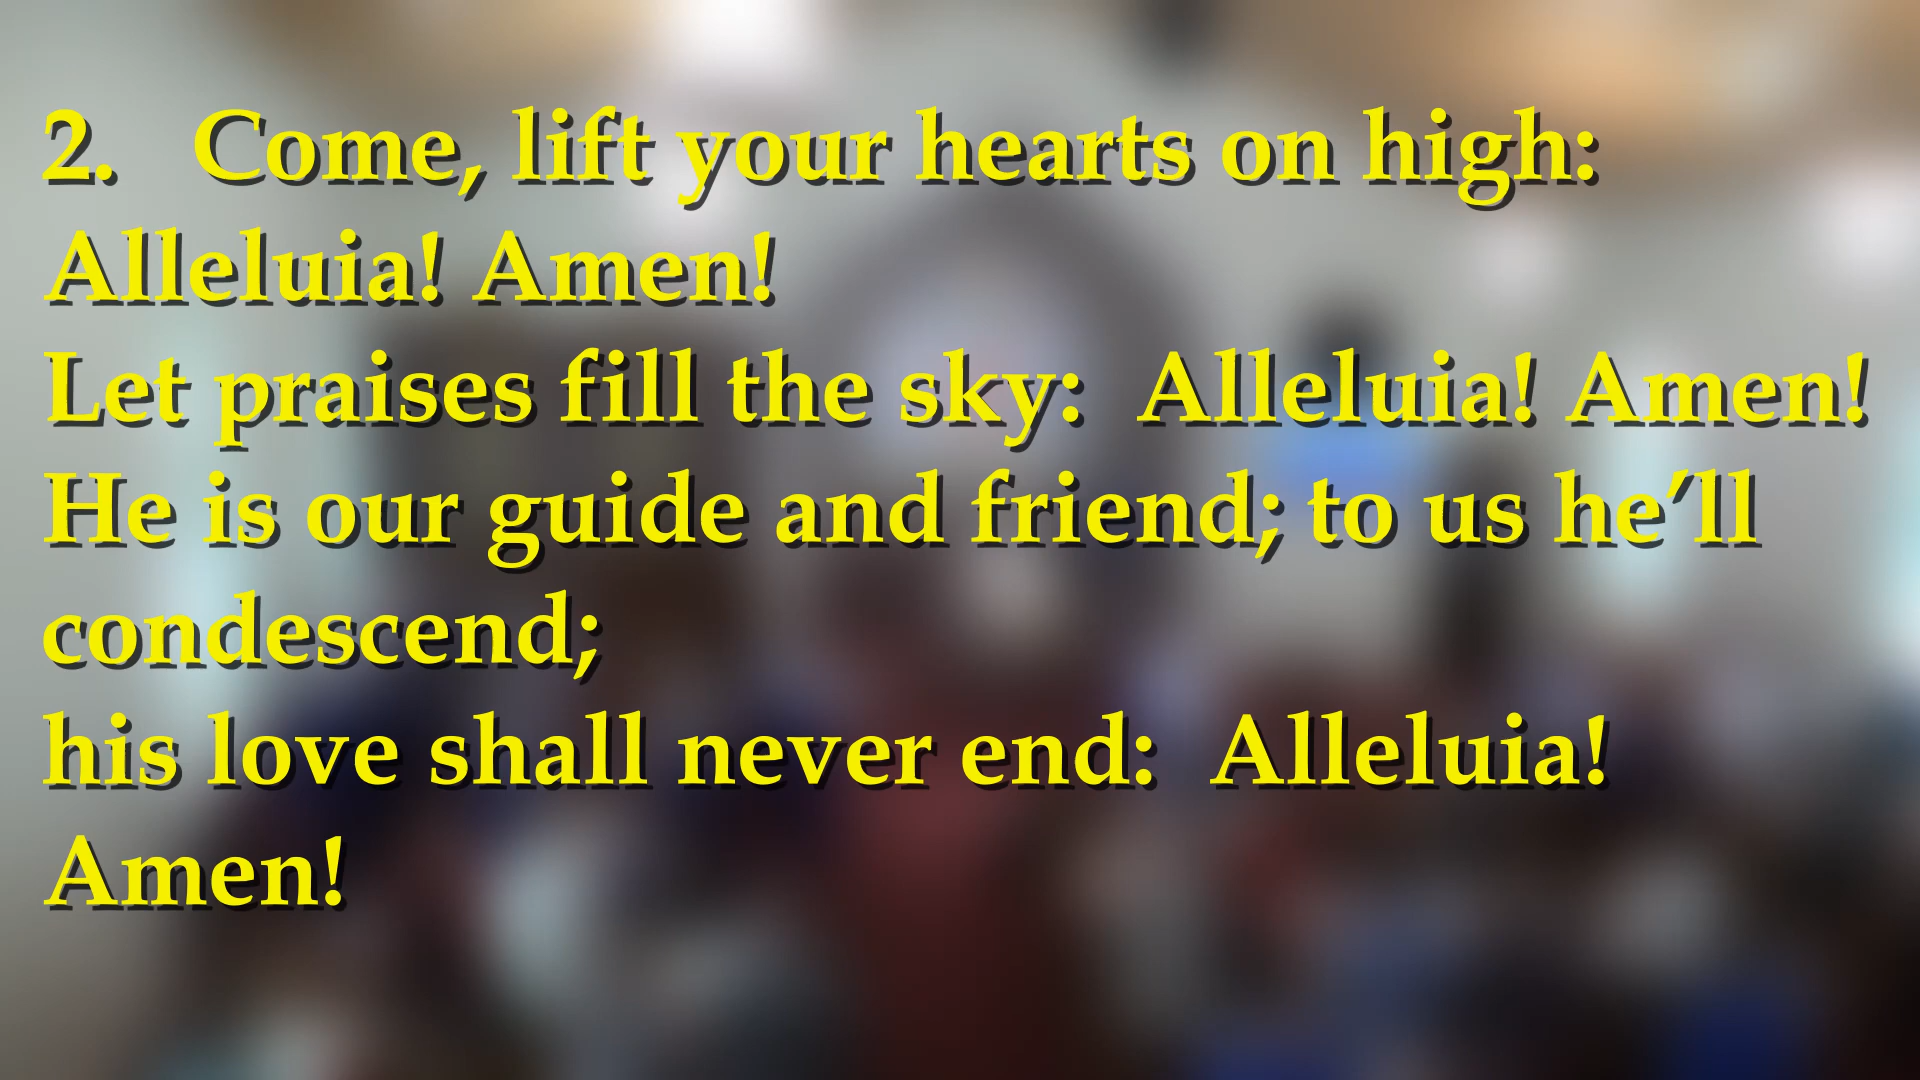 2.   Come, lift your hearts on high:
Alleluia! Amen!
Let praises fill the sky:  Alleluia! Amen!
He is our guide and friend; to us he’ll
condescend;
his love shall never end:  Alleluia!
Amen!